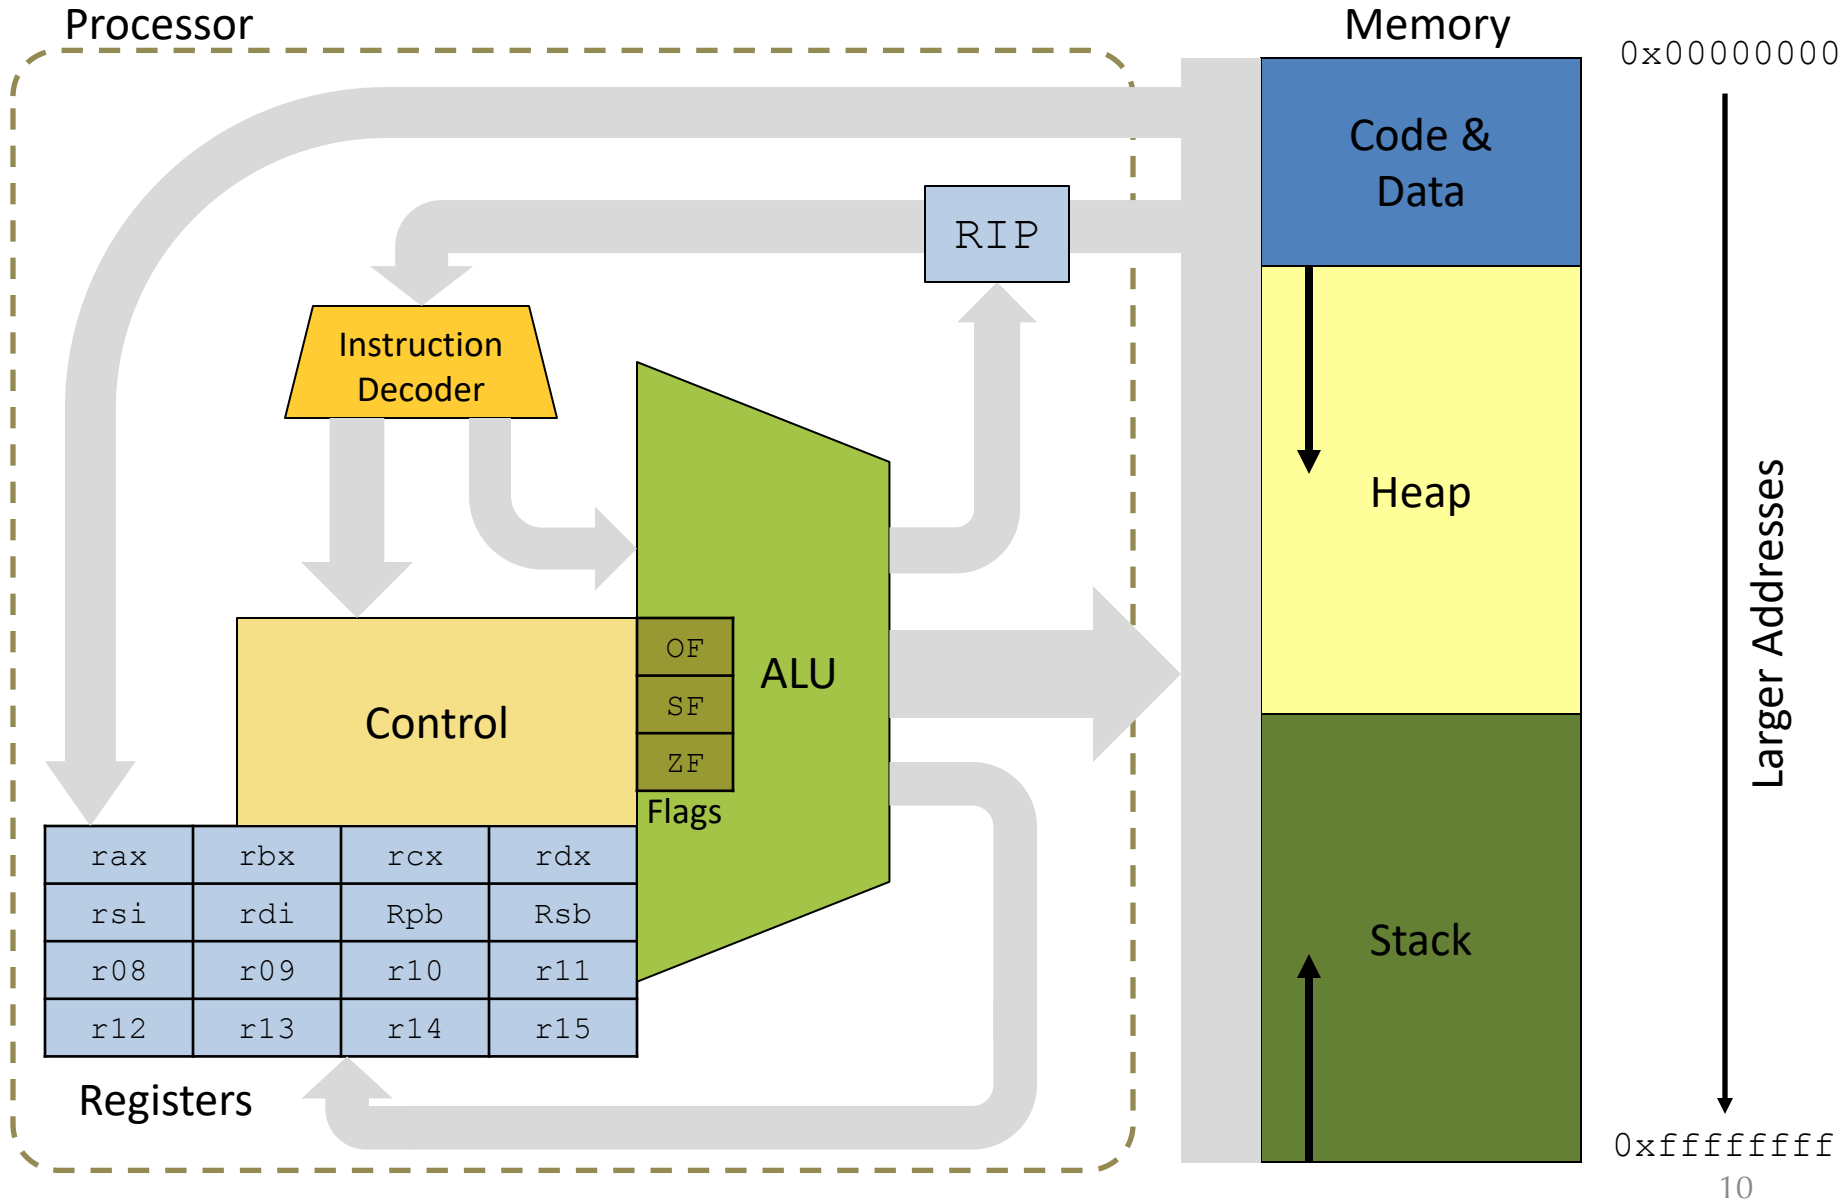 Processor
Memory
0x00000000
Code &
Data
RIP
Instruction
Decoder
Heap
Larger Addresses
OF
SF
ZF
ALU
Control
Flags
rax rbx rcx rdx
rsi rdi Rpb Rsb
r08 r09 r10 r11
r12 r13 r14 r15
Stack
Registers
0xffffffff
10